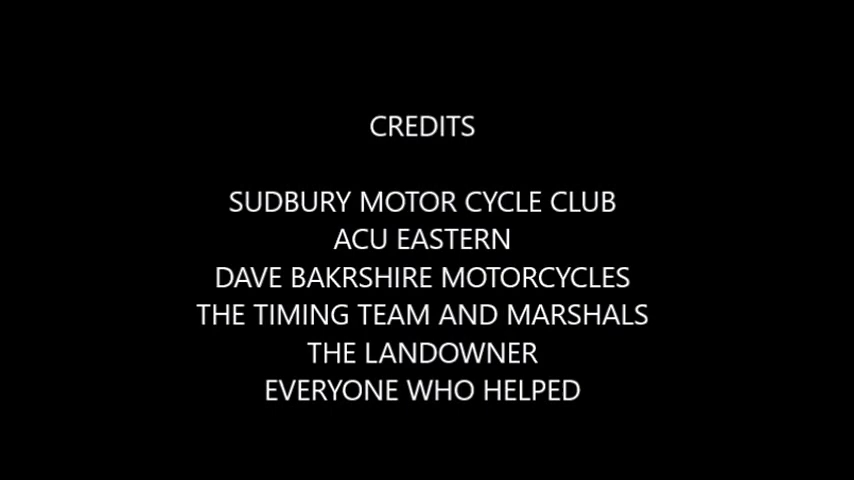 CREDITS
SUDBURY MOTOR CYCLE CLUB
ACU EASTERN
DAVE BAKRSHIRE MOTORCYCLES
THE TIMING TEAM AND MARSHALS
THE LANDOWNER
EVERYONE WHO HELPED